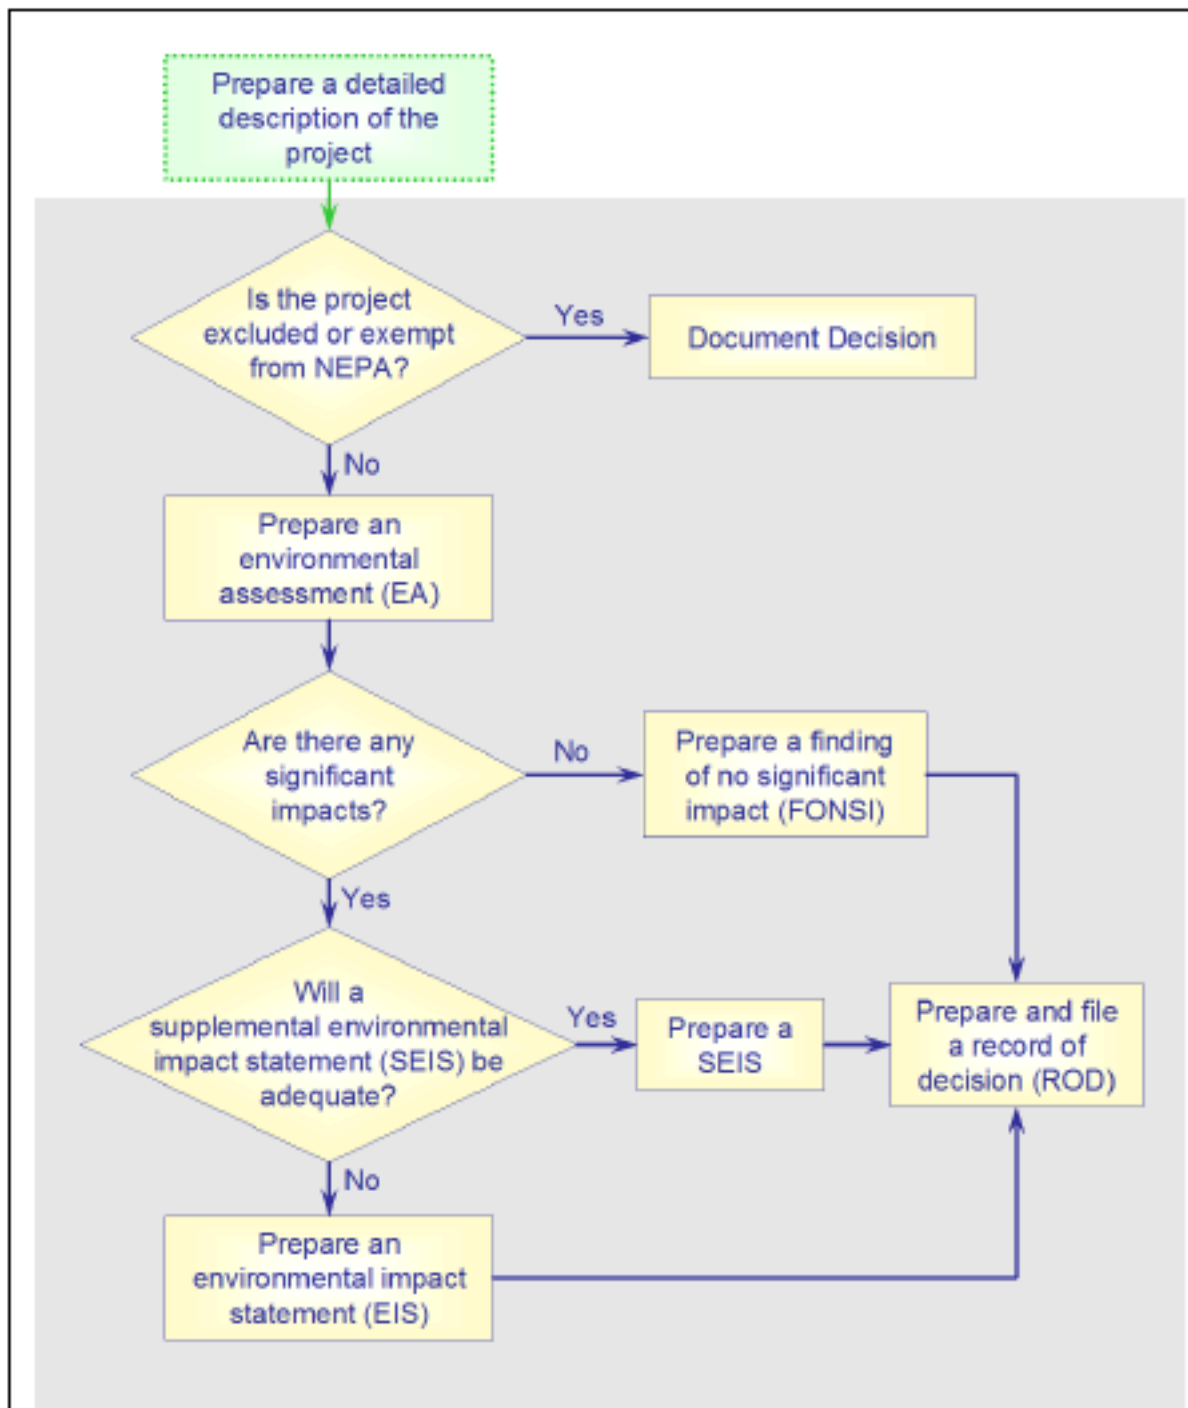 Prepare a detailed
description of the
project
Is the project
excluded or exempt
from NEPA?
Yes
Document Decision
No
Prepare an
environmental
assessment (EA)
Are there any
significant
impacts?
No
Prepare a finding
of no significant
impact (FONSI)
Yes
Will a
supplemental environmental
impact statement (SEIS) be
adequate?
Yes
Prepare a
SEIS
Prepare and file
a record of
decision (ROD)
No
Prepare an
environmental impact
statement (EIS)